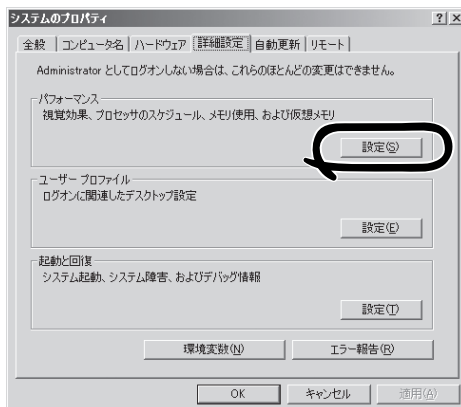 システムのプロパティ
全般 コンピュータ名 ハードウェア 詳細設定 自動更新 リモート
Administrator としてログオンしない場合は、これらのほとんどの変更はできません。
パフォーマンス
視覚効果、プロセッサのスケジュール、メモリ使用、および仮想メモリ
設定(S)
ユーザー プロファイル
ログオンに関連したデスクトップ設定
設定(E)
起動と回復
システム起動、システム障害、およびデバッグ情報
設定(T)
環境変数(N) エラー報告(R)
OK キャンセル 適用(A)